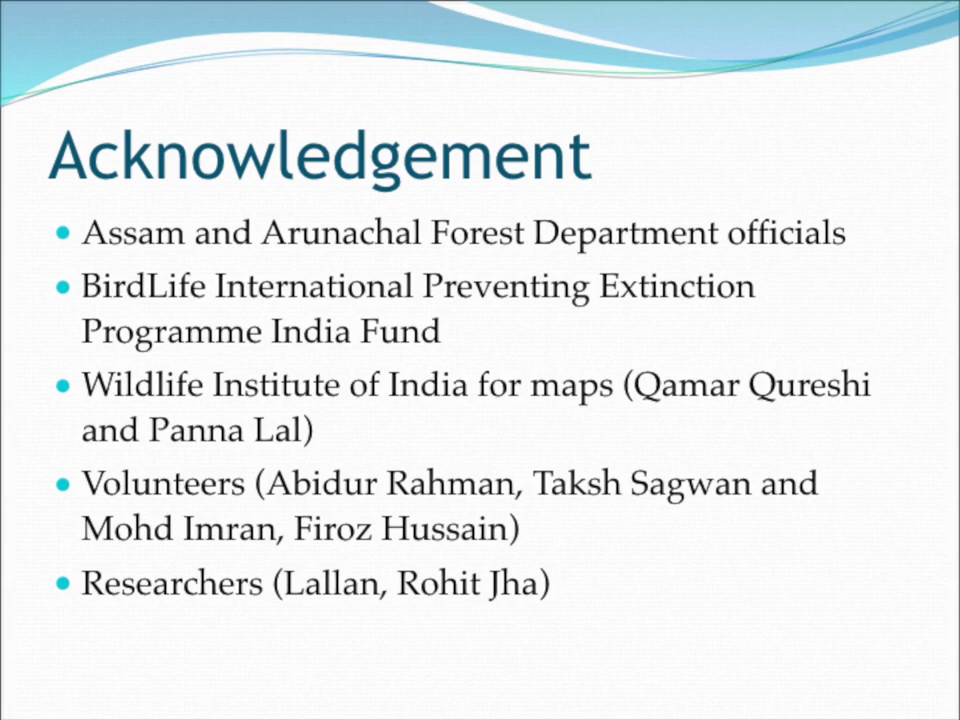 Acknowledgement
• Assam and Arunachal Forest Department officials
• BirdLife International Preventing Extinction
Programme India Fund
• Wildlife Institute of India for maps (Qamar Qureshi
and Panna Lal)
• Volunteers (Abidur Rahman, Taksh Sagwan and
Mohd Imran, Firoz Hussain)
• Researchers (Lallan, Rohit Jha)